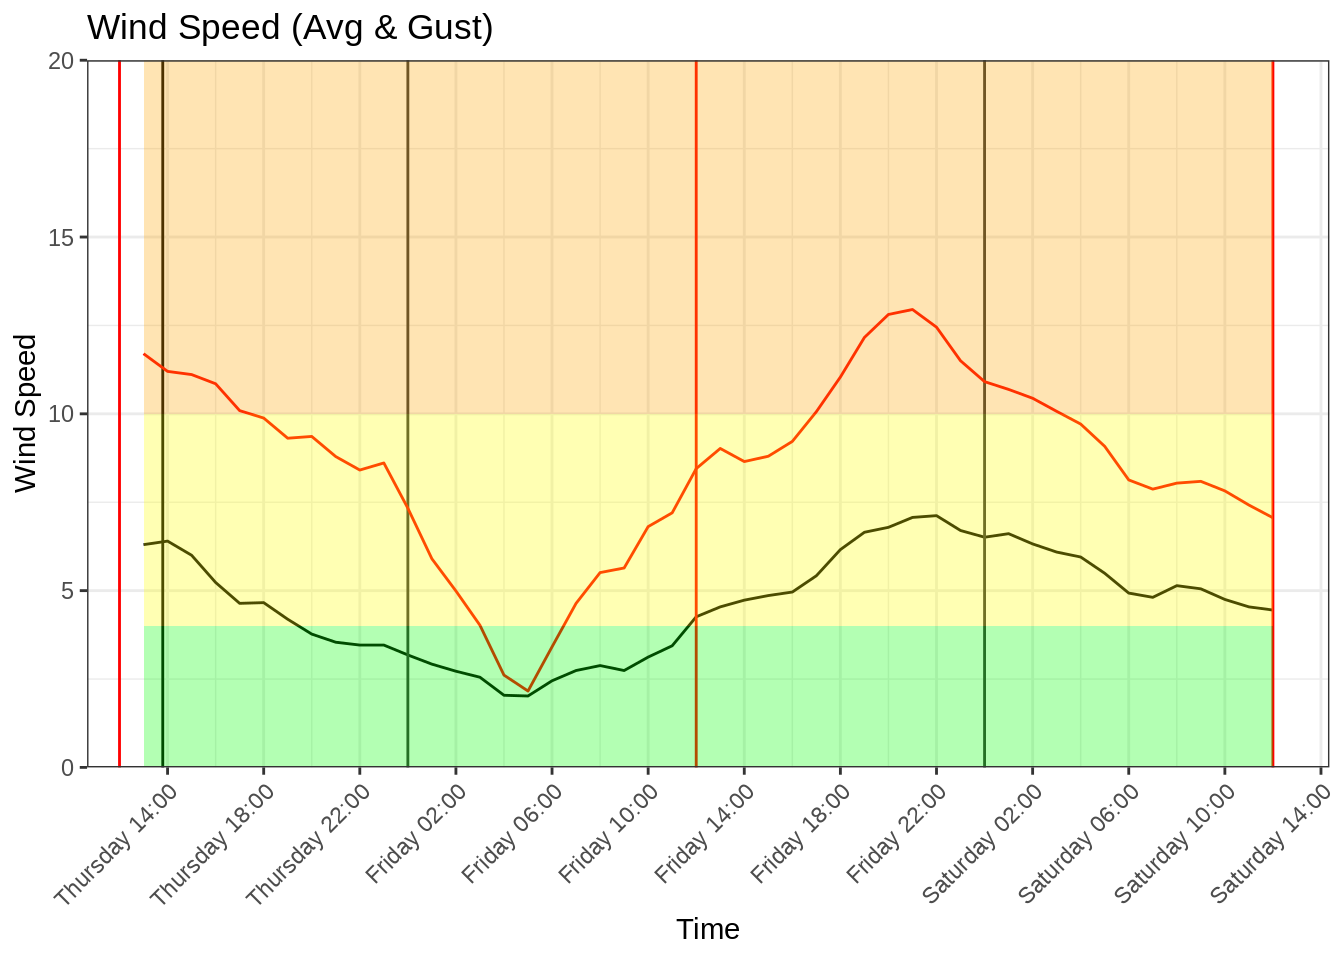 Wind Speed (Avg & Gust)
20
15
10
5
0
Wind Speed
Thursday 14:00
Thursday 18:00
Thursday 22:00
Friday 02:00
Friday 06:00
Friday 10:00
Friday 14:00
Friday 18:00
Friday 22:00
Saturday 02:00
Saturday 06:00
Saturday 10:00
Saturday 14:00
Time